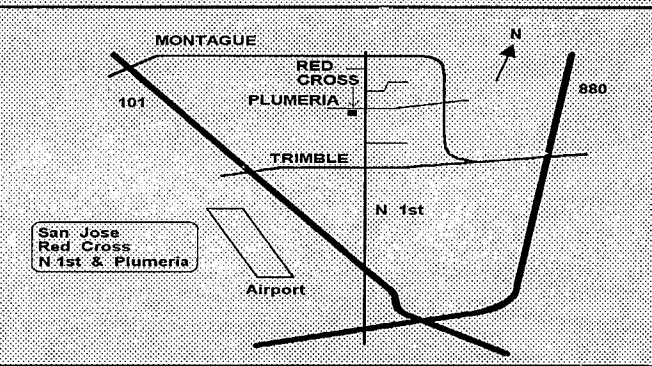 MONTAGUE
N
RED
CROSS
880
101
PLUMERIA
TRIMBLE
N 1st
San Jose
Red Cross
N 1st & Plumeria
Airport